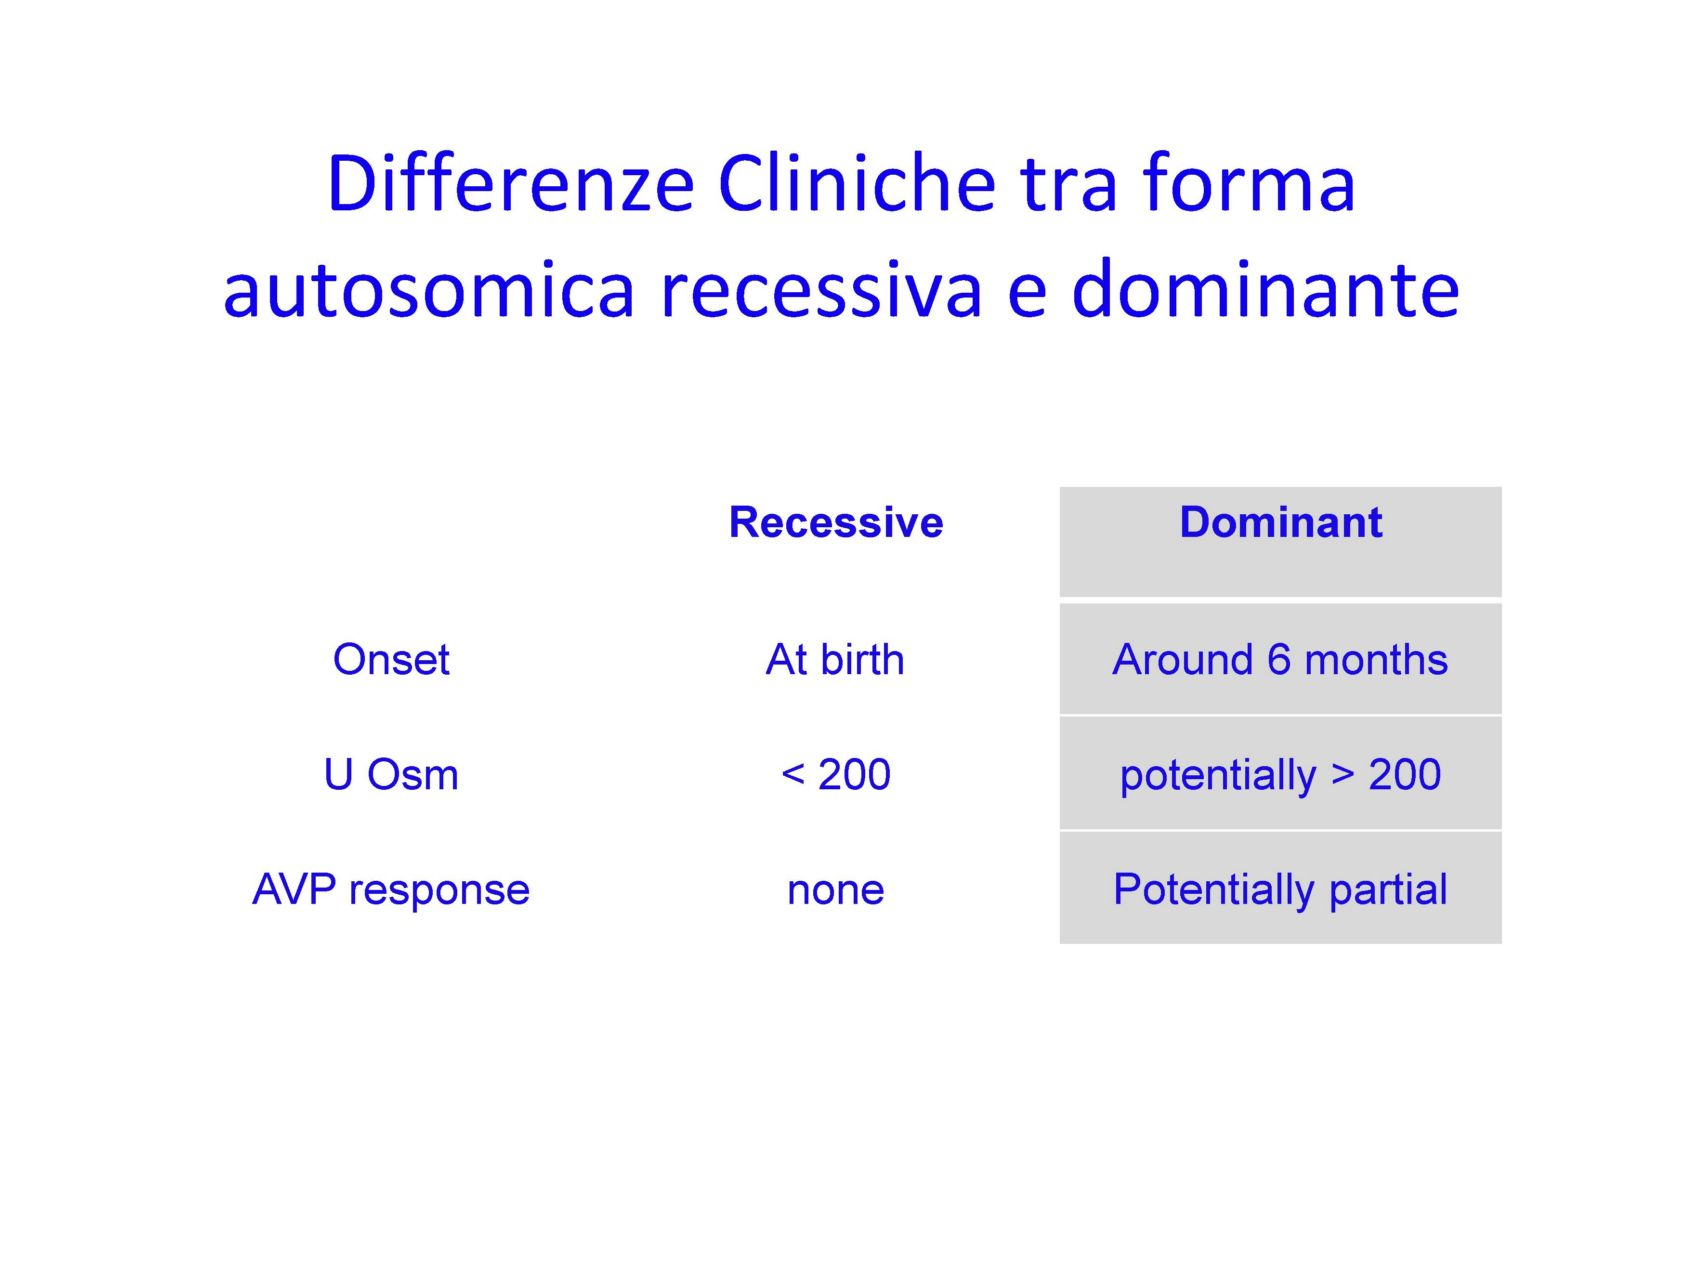 Differenze Cliniche tra forma
autosomica recessiva e dominante
Recessive Dominant
Onset At birth Around 6 months
U Osm < 200 potentially > 200
AVP response none Potentially partial